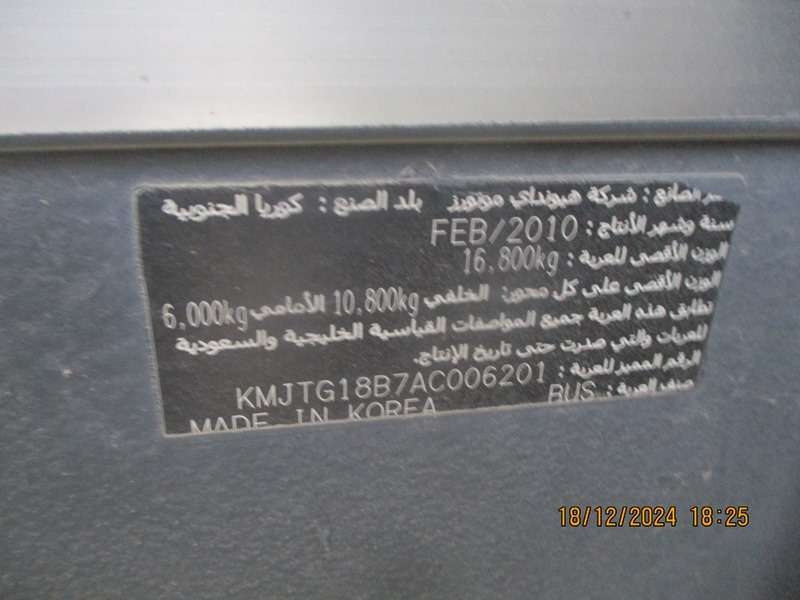 الصانع : شركة هيونداي موتورز بلد الصنع : كوريا الجنوبية
سنة وشهر الأنتاج : FEB/2010
الوزن الأقصى للعربة : 16,800kg
الوزن الأقصى على كل محور: الخلفي 10,800kg الأمامي 6,000kg
تطابق هذه العربة جميع المواصفات القياسية الخليجية والسعودية
للعربات والتي صدرت حتى تاريخ الإنتاج.
الرقم المميز للعربة : KMJTG18B7AC006201
صنف العربة : BUS
MADE IN KOREA
18/12/2024 18:25